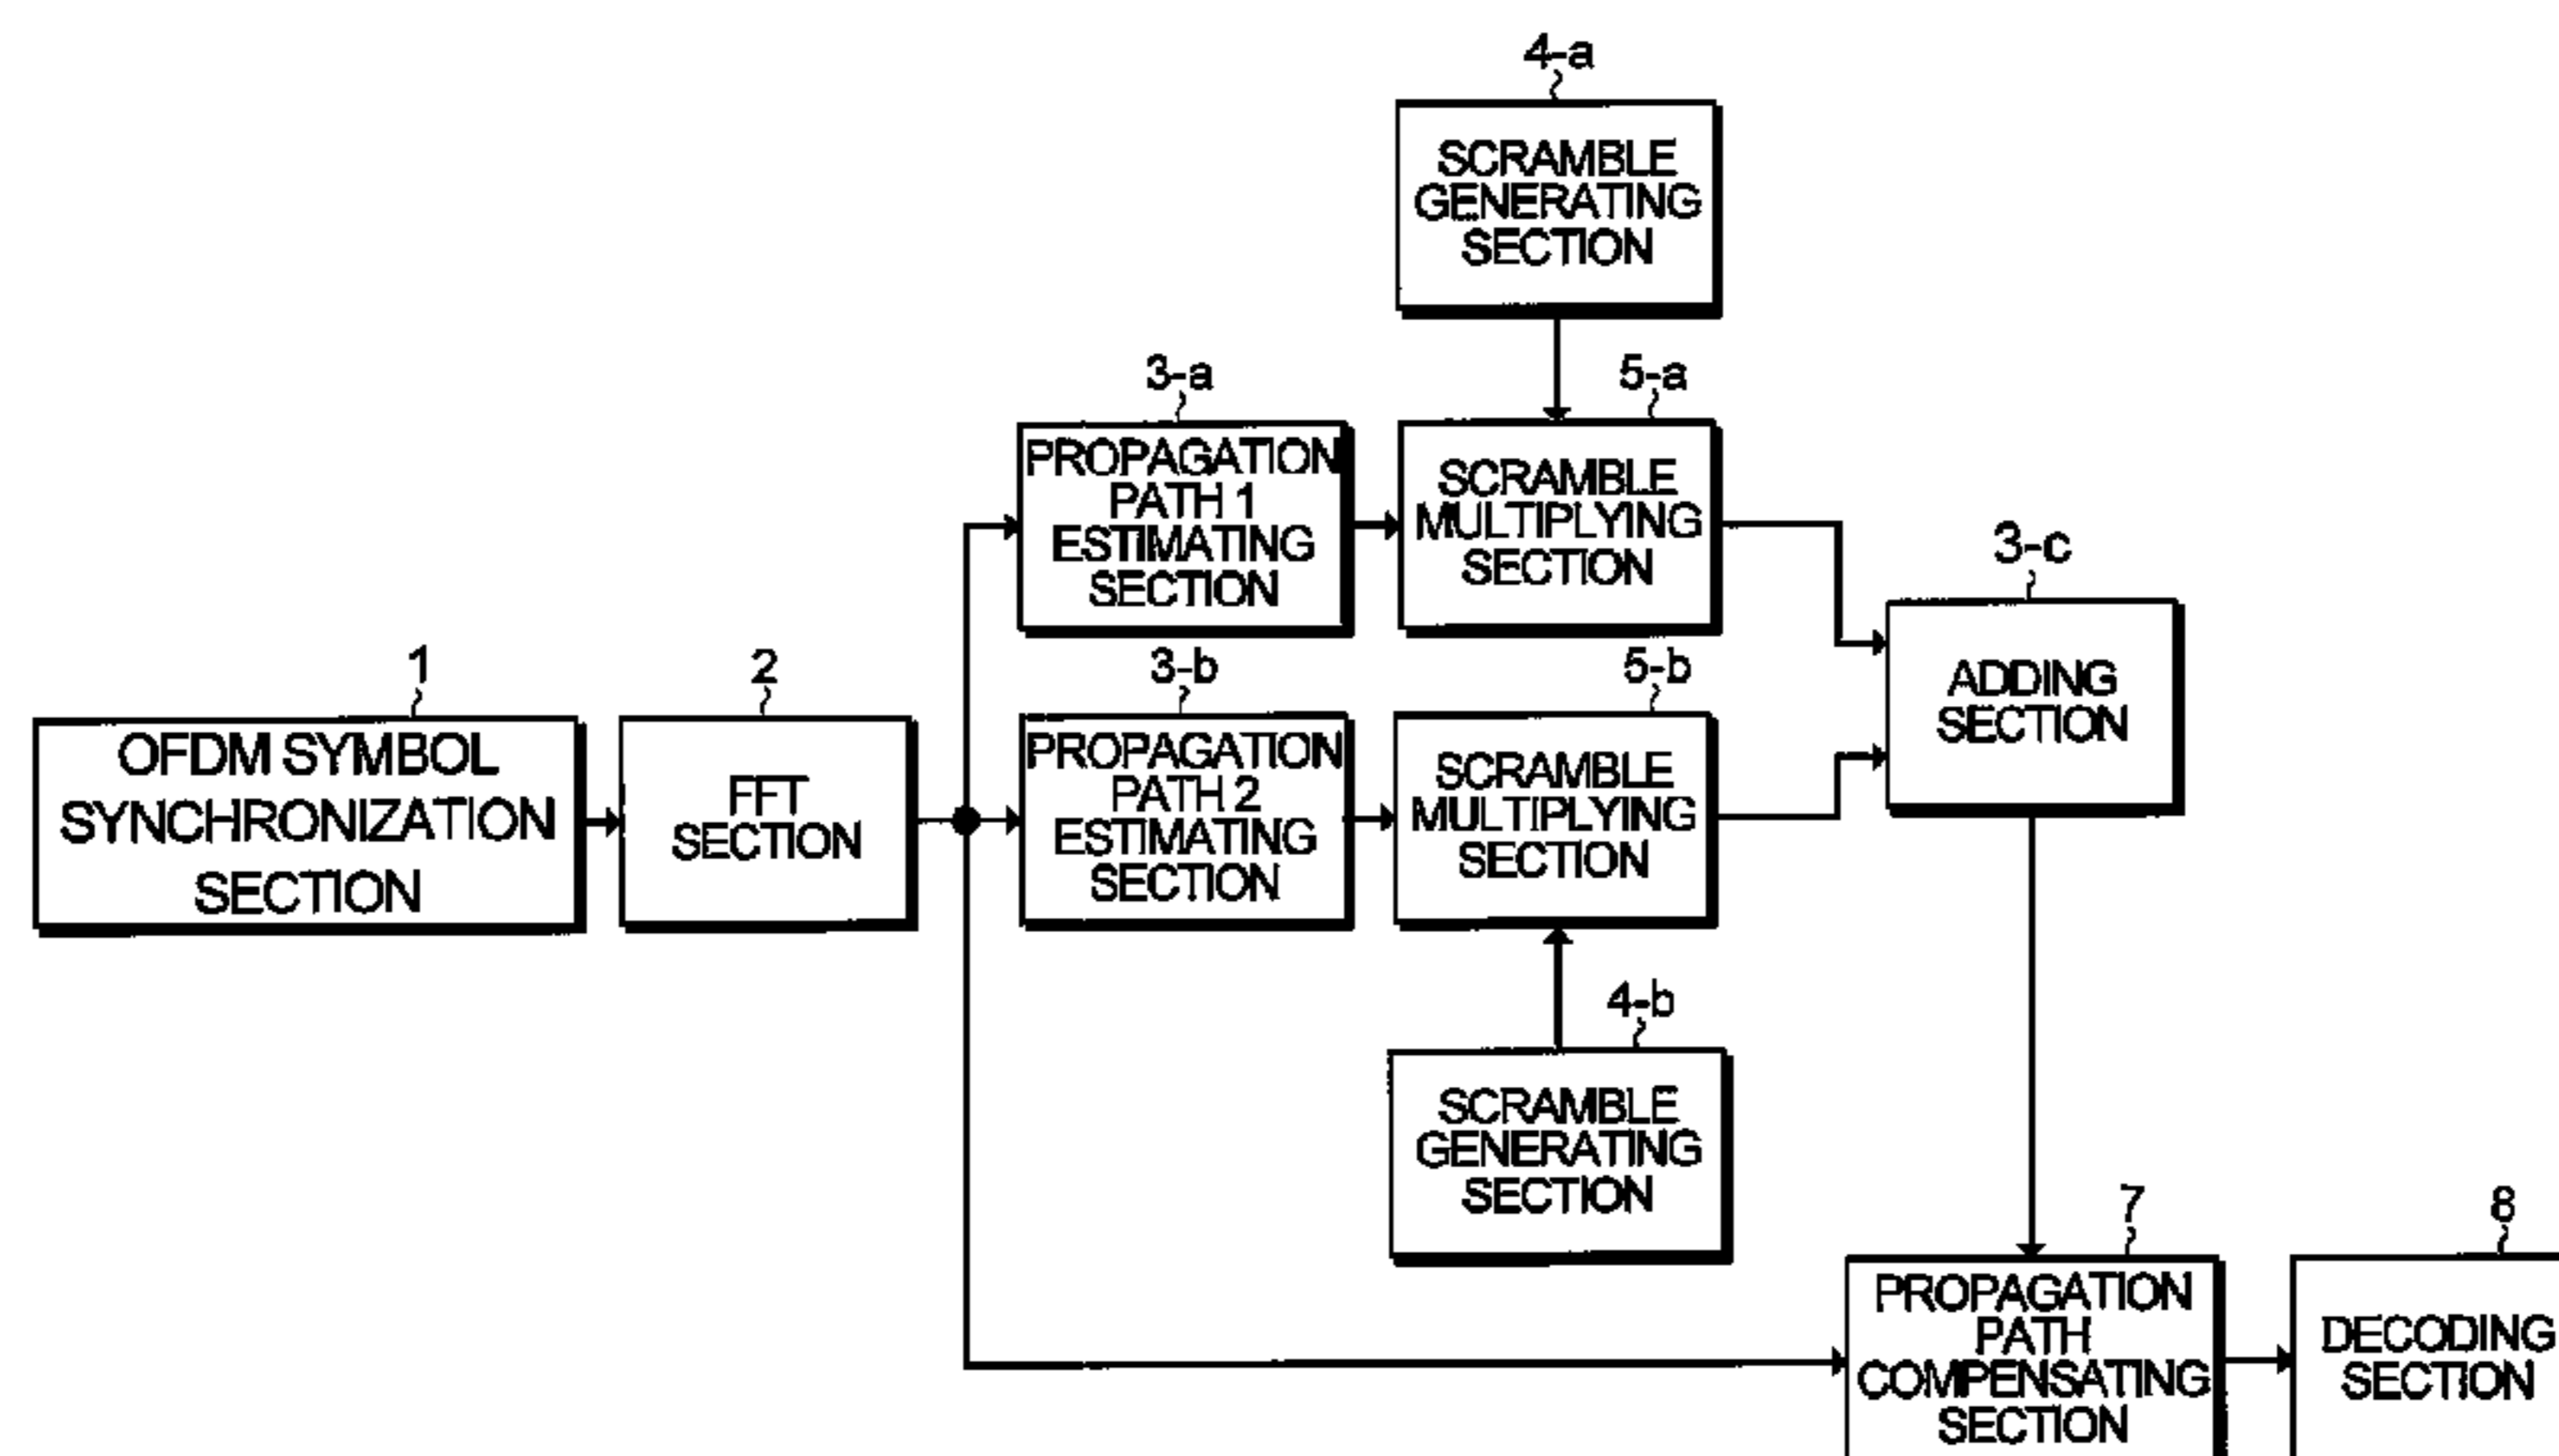 4-a
SCRAMBLE
GENERATING
SECTION
3-a
PROPAGATION
PATH 1
ESTIMATING
SECTION
5-a
SCRAMBLE
MULTIPLYING
SECTION
3-c
ADDING
SECTION
1
OFDM SYMBOL
SYNCHRONIZATION
SECTION
2
FFT
SECTION
3-b
PROPAGATION
PATH 2
ESTIMATING
SECTION
5-b
SCRAMBLE
MULTIPLYING
SECTION
4-b
SCRAMBLE
GENERATING
SECTION
7
PROPAGATION
PATH
COMPENSATING
SECTION
8
DECODING
SECTION